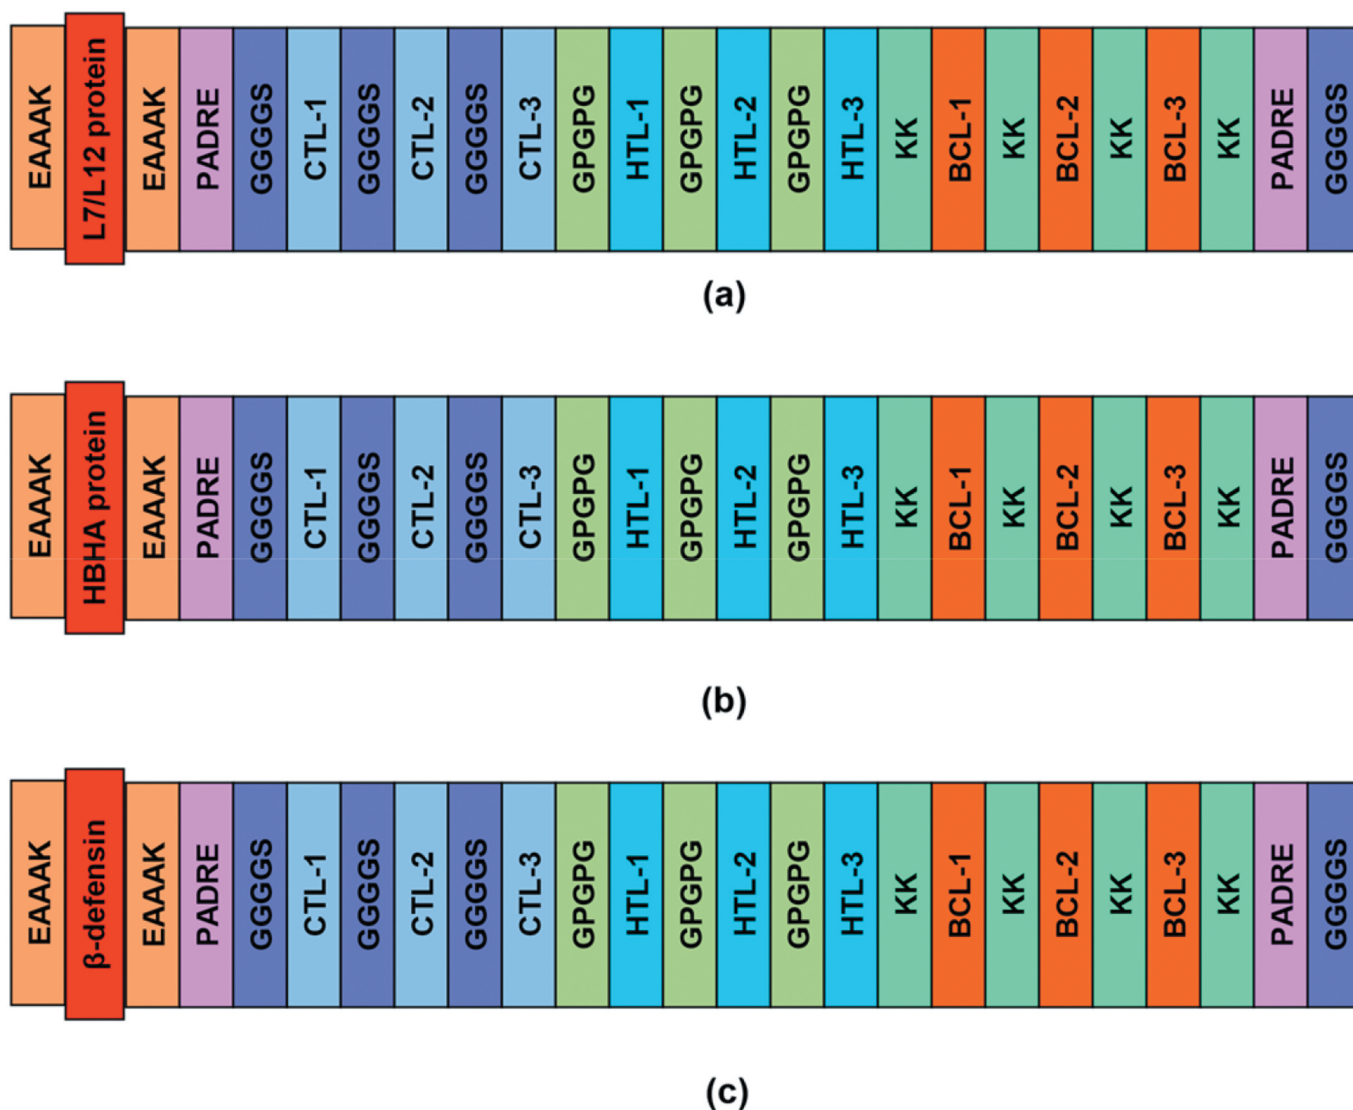 EAAAK
L7/L12 protein
EAAAK
PADRE
GGGGS
CTL-1
GGGGS
CTL-2
GGGGS
CTL-3
GPGPG
HTL-1
GPGPG
HTL-2
GPGPG
HTL-3
KK
BCL-1
KK
BCL-2
KK
BCL-3
KK
PADRE
GGGGS
(a)
EAAAK
HBHA protein
EAAAK
PADRE
GGGGS
CTL-1
GGGGS
CTL-2
GGGGS
CTL-3
GPGPG
HTL-1
GPGPG
HTL-2
GPGPG
HTL-3
KK
BCL-1
KK
BCL-2
KK
BCL-3
KK
PADRE
GGGGS
(b)
EAAAK
β-defensin
EAAAK
PADRE
GGGGS
CTL-1
GGGGS
CTL-2
GGGGS
CTL-3
GPGPG
HTL-1
GPGPG
HTL-2
GPGPG
HTL-3
KK
BCL-1
KK
BCL-2
KK
BCL-3
KK
PADRE
GGGGS
(c)